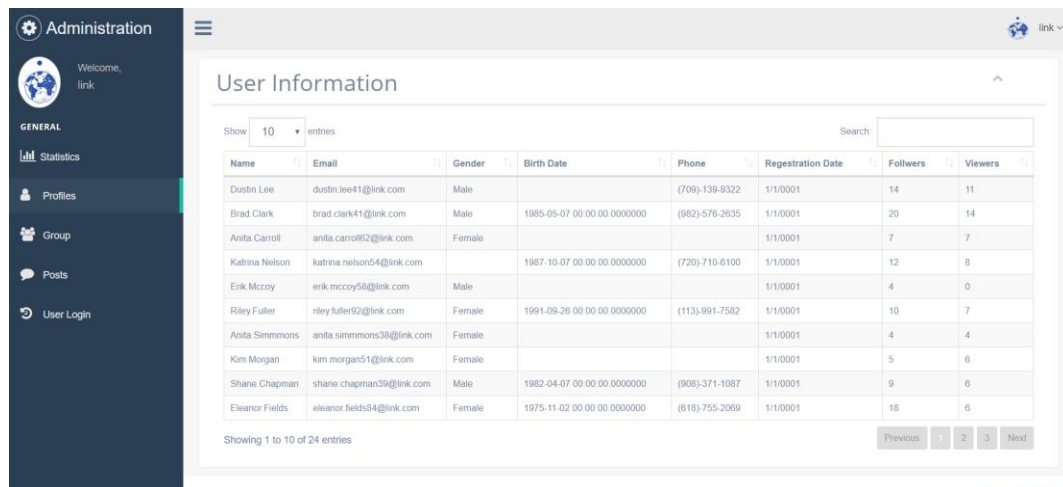 Administration
link
Welcome,
link
GENERAL
Statistics
Profiles
Group
Posts
User Login
User Information
Show 10 entries Search:
Name Email Gender Birth Date Phone Regestration Date Follwers Viewers
Dustin.Lee dustin.lee41@link.com Male (709)-139-9322 1/1/0001 14 11
Brad.Clark brad.clark41@link.com Male 1985-05-07 00:00:00.0000000 (982)-576-2635 1/1/0001 20 14
Anita.Carroll anita.carroll62@link.com Female 1/1/0001 7 7
Katrina.Nelson katrina.nelson54@link.com 1987-10-07 00:00:00.0000000 (720)-710-6100 1/1/0001 12 8
Erik.Mccoy erik.mccoy58@link.com Male 1/1/0001 4 0
Riley.Fuller riley.fuller92@link.com Female 1991-09-26 00:00:00.0000000 (113)-991-7582 1/1/0001 10 7
Anita.Simmmons anita.simmmons38@link.com Female 1/1/0001 4 4
Kim.Morgan kim.morgan51@link.com Female 1/1/0001 5 6
Shane.Chapman shane.chapman39@link.com Male 1982-04-07 00:00:00.0000000 (908)-371-1087 1/1/0001 9 6
Eleanor.Fields eleanor.fields84@link.com Female 1975-11-02 00:00:00.0000000 (618)-755-2069 1/1/0001 18 6
Showing 1 to 10 of 24 entries
Previous 1 2 3 Next